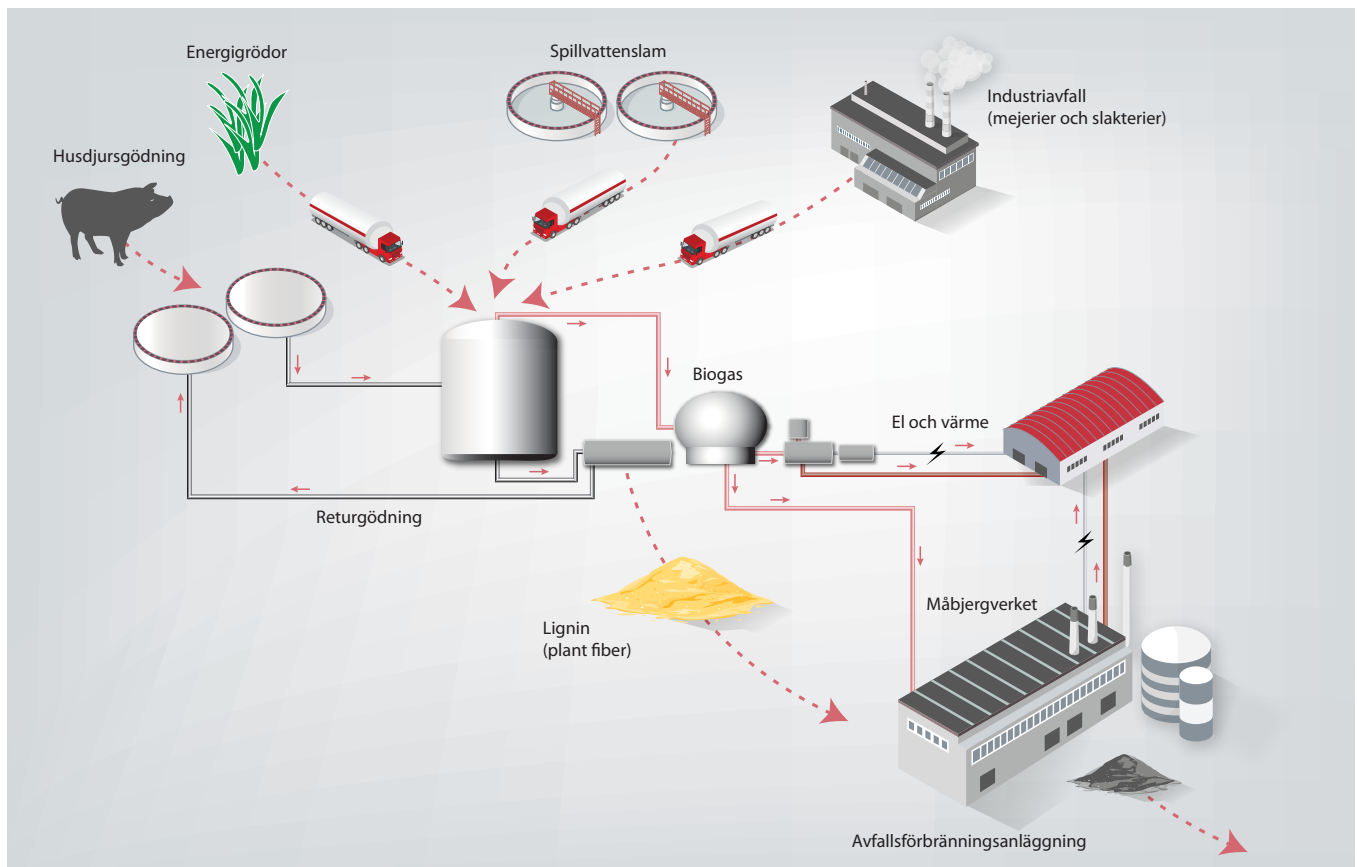 Energigrödor
Spillvattenslam
Industriavfall
(mejerier och slakterier)
Husdjursgödning
Biogas
El och värme
Returgödning
Måbjergverket
Lignin
(plant fiber)
Avfallsförbränningsanläggning